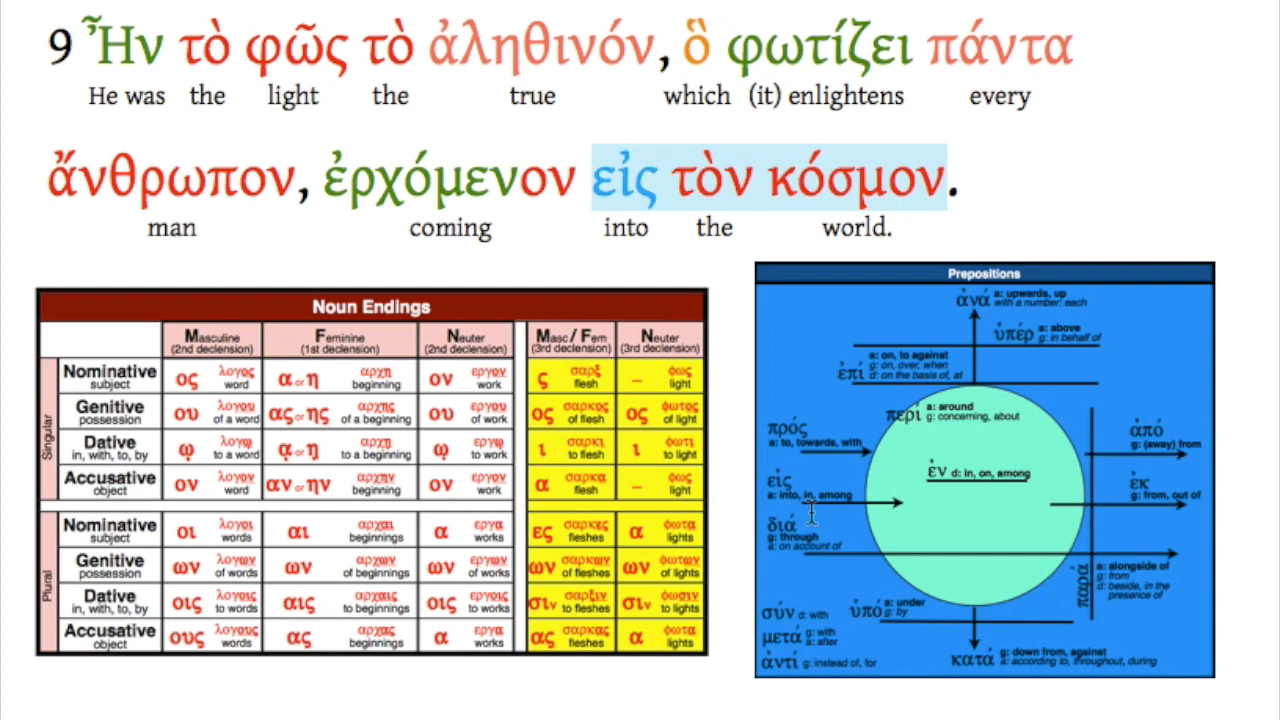 9 Ἦν τὸ φῶς τὸ ἀληθινόν, ὃ φωτίζει πάντα
He was the light the true which (it) enlightens every
ἄνθρωπον, ἐρχόμενον εἰς τὸν κόσμον.
man coming into the world.
Noun Endings
Masculine Feminine Neuter Masc / Fem Neuter
(2nd declension) (1st declension) (2nd declension) (3rd declension) (3rd declension)
Singular
Nominative ος λογος α or η αρχη ον εργον ς σαρξ – φως
subject word beginning work flesh light
Genitive ου λογου ας or ης αρχης ου εργου ος σαρκος ος φωτος
possession of a word of a beginning of work of flesh of light
Dative ῳ λογῳ ᾳ or ῃ αρχῃ ῳ εργῳ ι σαρκι ι φωτι
in, with, to, by to a word to a beginning to work to flesh to light
Accusative ον λογον αν or ην αρχην ον εργον α σαρκα – φως
object word beginning work flesh light
Plural
Nominative οι λογοι αι αρχαι α εργα ες σαρκες α φωτα
subject words beginnings works fleshes lights
Genitive ων λογων ων αρχων ων εργων ων σαρκων ων φωτων
possession of words of beginnings of works of fleshes of lights
Dative οις λογοις αις αρχαις οις εργοις σιν σαρξιν σιν φωσιν
in, with, to, by to words to beginnings to works to fleshes to lights
Accusative ους λογους ας αρχας α εργα ας σαρκας α φωτα
object words beginnings works fleshes lights
Prepositions
ἀνά a: upwards, up
with a number: each
ὑπέρ a: above
g: in behalf of
ἐπί a: on, to against
g: on, over, when
d: on the basis of, at
περί a: around
g: concerning, about
πρός
a: to, towards, with
ἀπό
g: (away) from
ἐν d: in, on, among
εἰς
a: into, in, among
ἐκ
g: from, out of
διά
g: through
a: on account of
παρά a: alongside of
g: from
d: beside, in the
presence of
σύν d: with
ὑπό a: under
g: by
μετά g: with
a: after
ἀντί g: instead of, for
κατά g: down from, against
a: according to, throughout, during